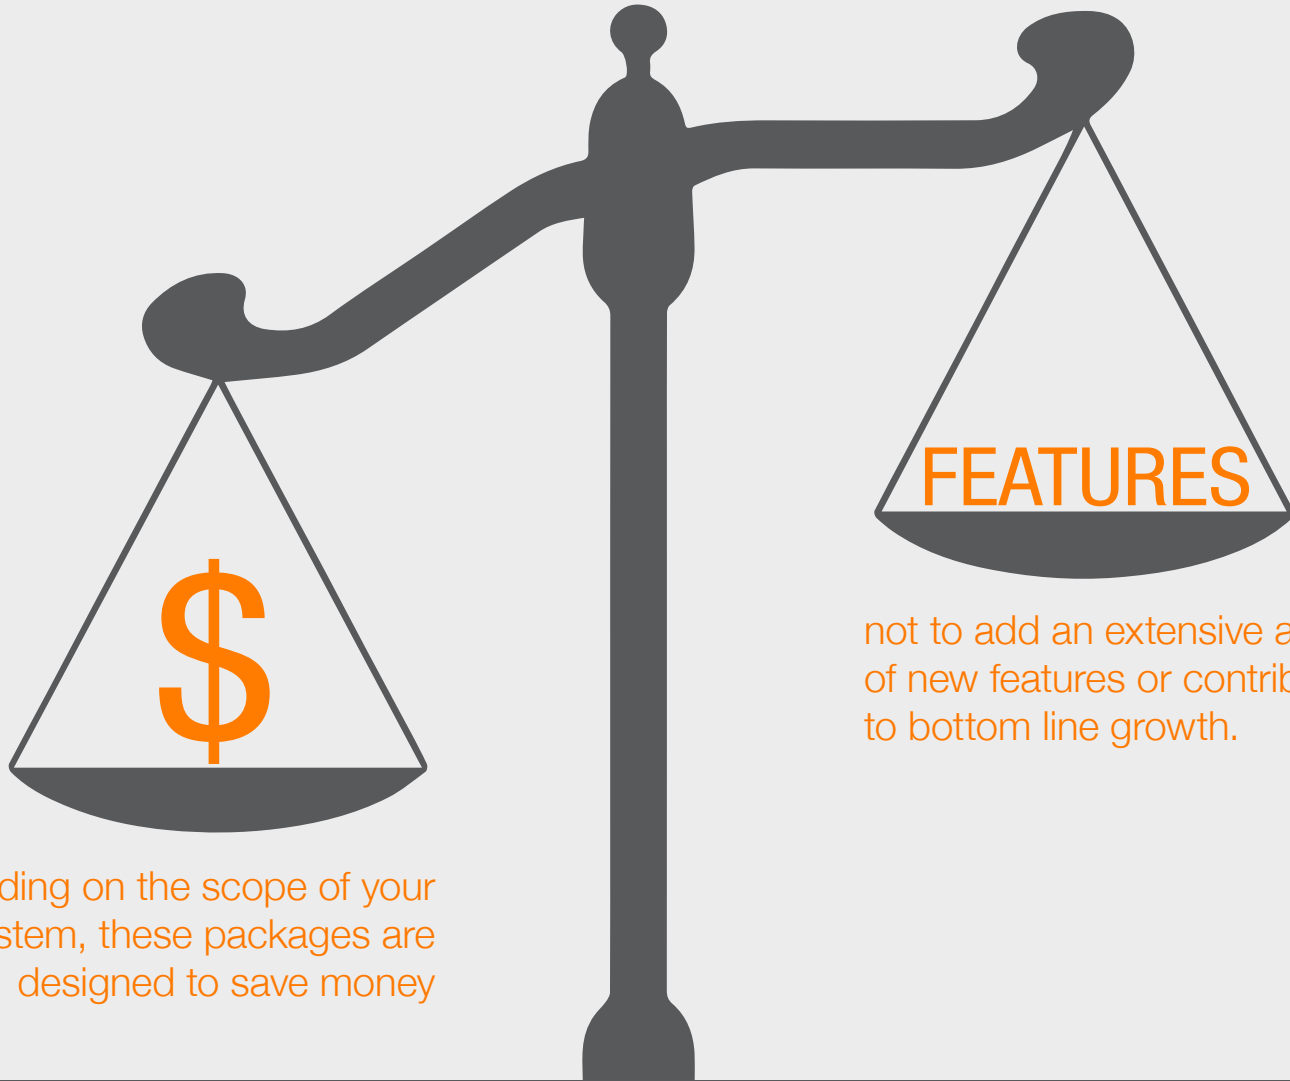 $
ding on the scope of your
stem, these packages are
designed to save money
FEATURES
not to add an extensive a
of new features or contrib
to bottom line growth.